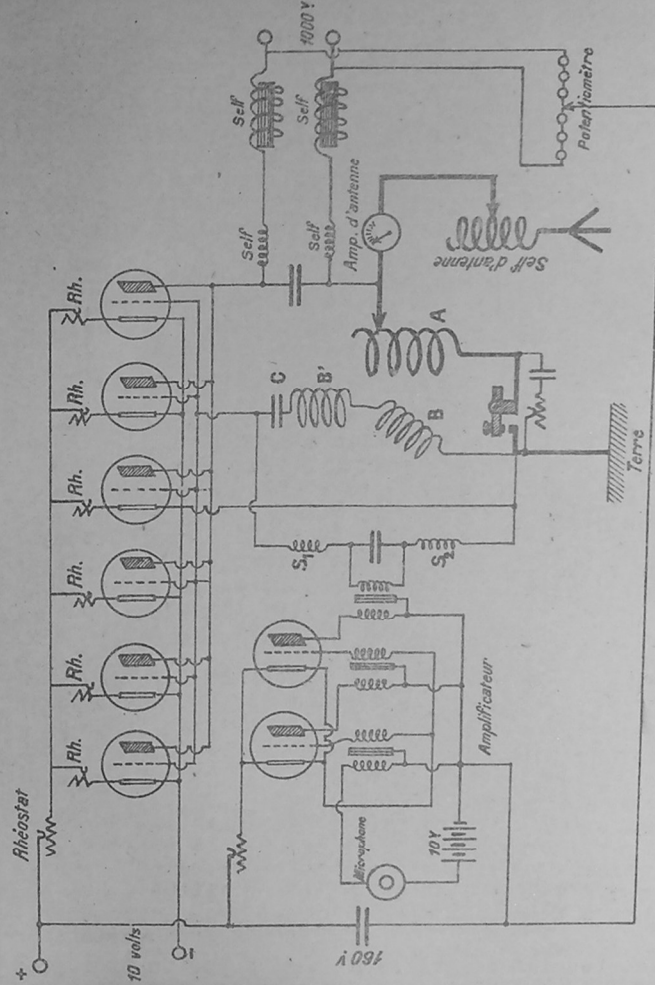 Rhéostat
+
10 volts
−
Rh.
Rh.
Rh.
Rh.
Rh.
Rh.
Self
Self
Self
Self
1000 V
Amp. d'antenne
Self d'antenne
Potentiomètre
A
B
B'
C
S1
S2
Terre
Microphone
10 V
160 V
Amplificateur